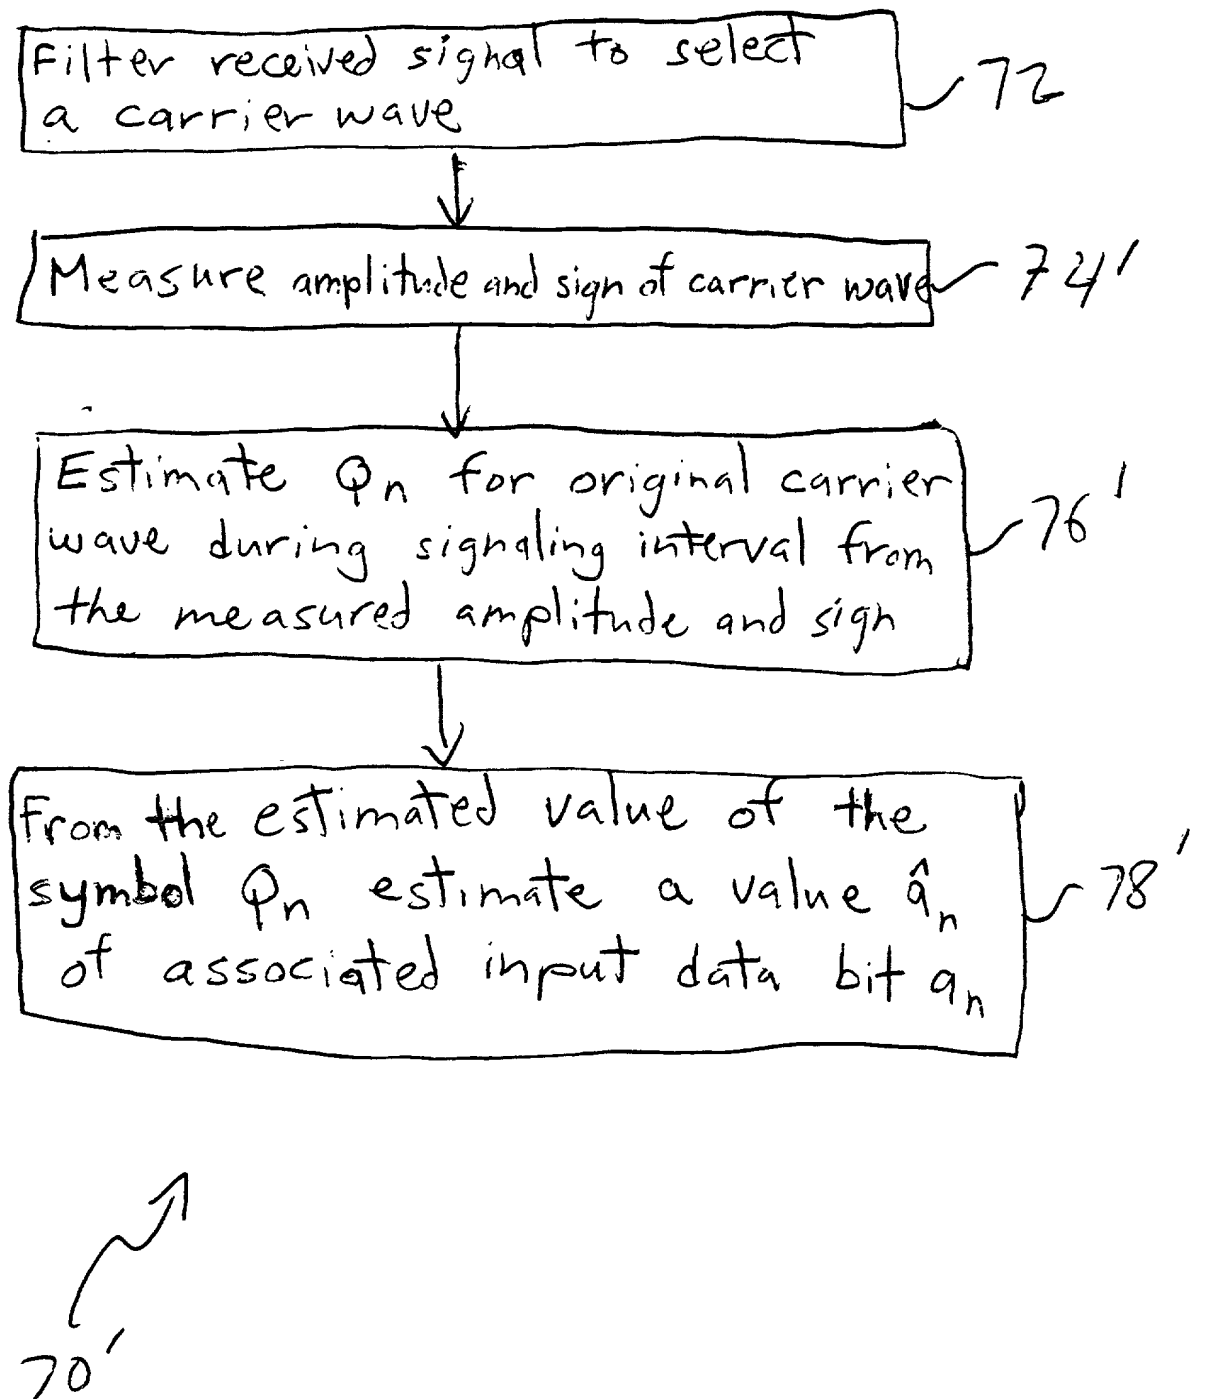 Filter received signal to select
a carrier wave
72
Measure amplitude and sign of carrier wave
74'
Estimate Qn for original carrier
wave during signaling interval from
the measured amplitude and sign
76'
From the estimated value of the
symbol Qn estimate a value ân
of associated input data bit an
78'
70'